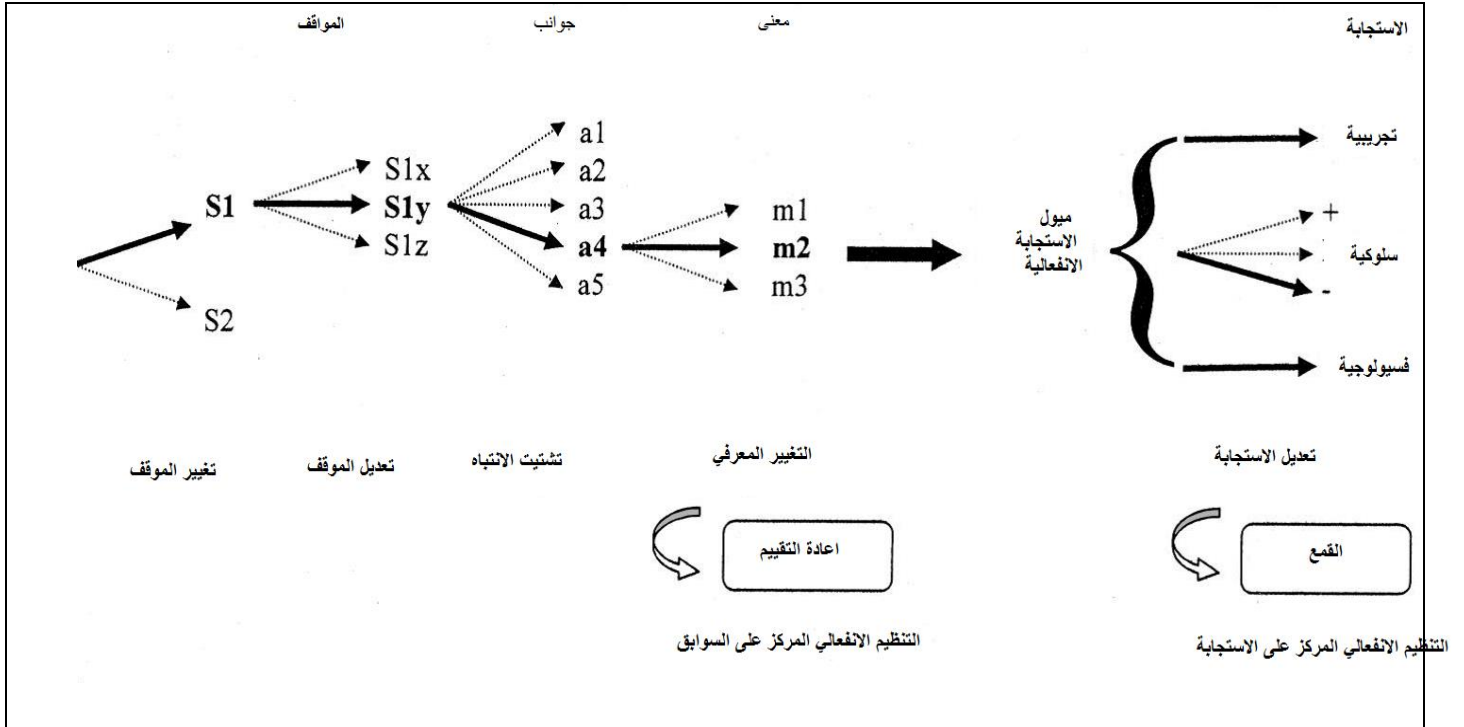 المواقف
جوانب
معنى
الاستجابة
S1
S2
S1x
S1y
S1z
a1
a2
a3
a4
a5
m1
m2
m3
ميول
الاستجابة
الانفعالية
تجريبية
+
سلوكية
-
فسيولوجية
تغيير الموقف
تعديل الموقف
تشتيت الانتباه
التغيير المعرفي
تعديل الاستجابة
اعادة التقييم
القمع
التنظيم الانفعالي المركز على السوابق
التنظيم الانفعالي المركز على الاستجابة